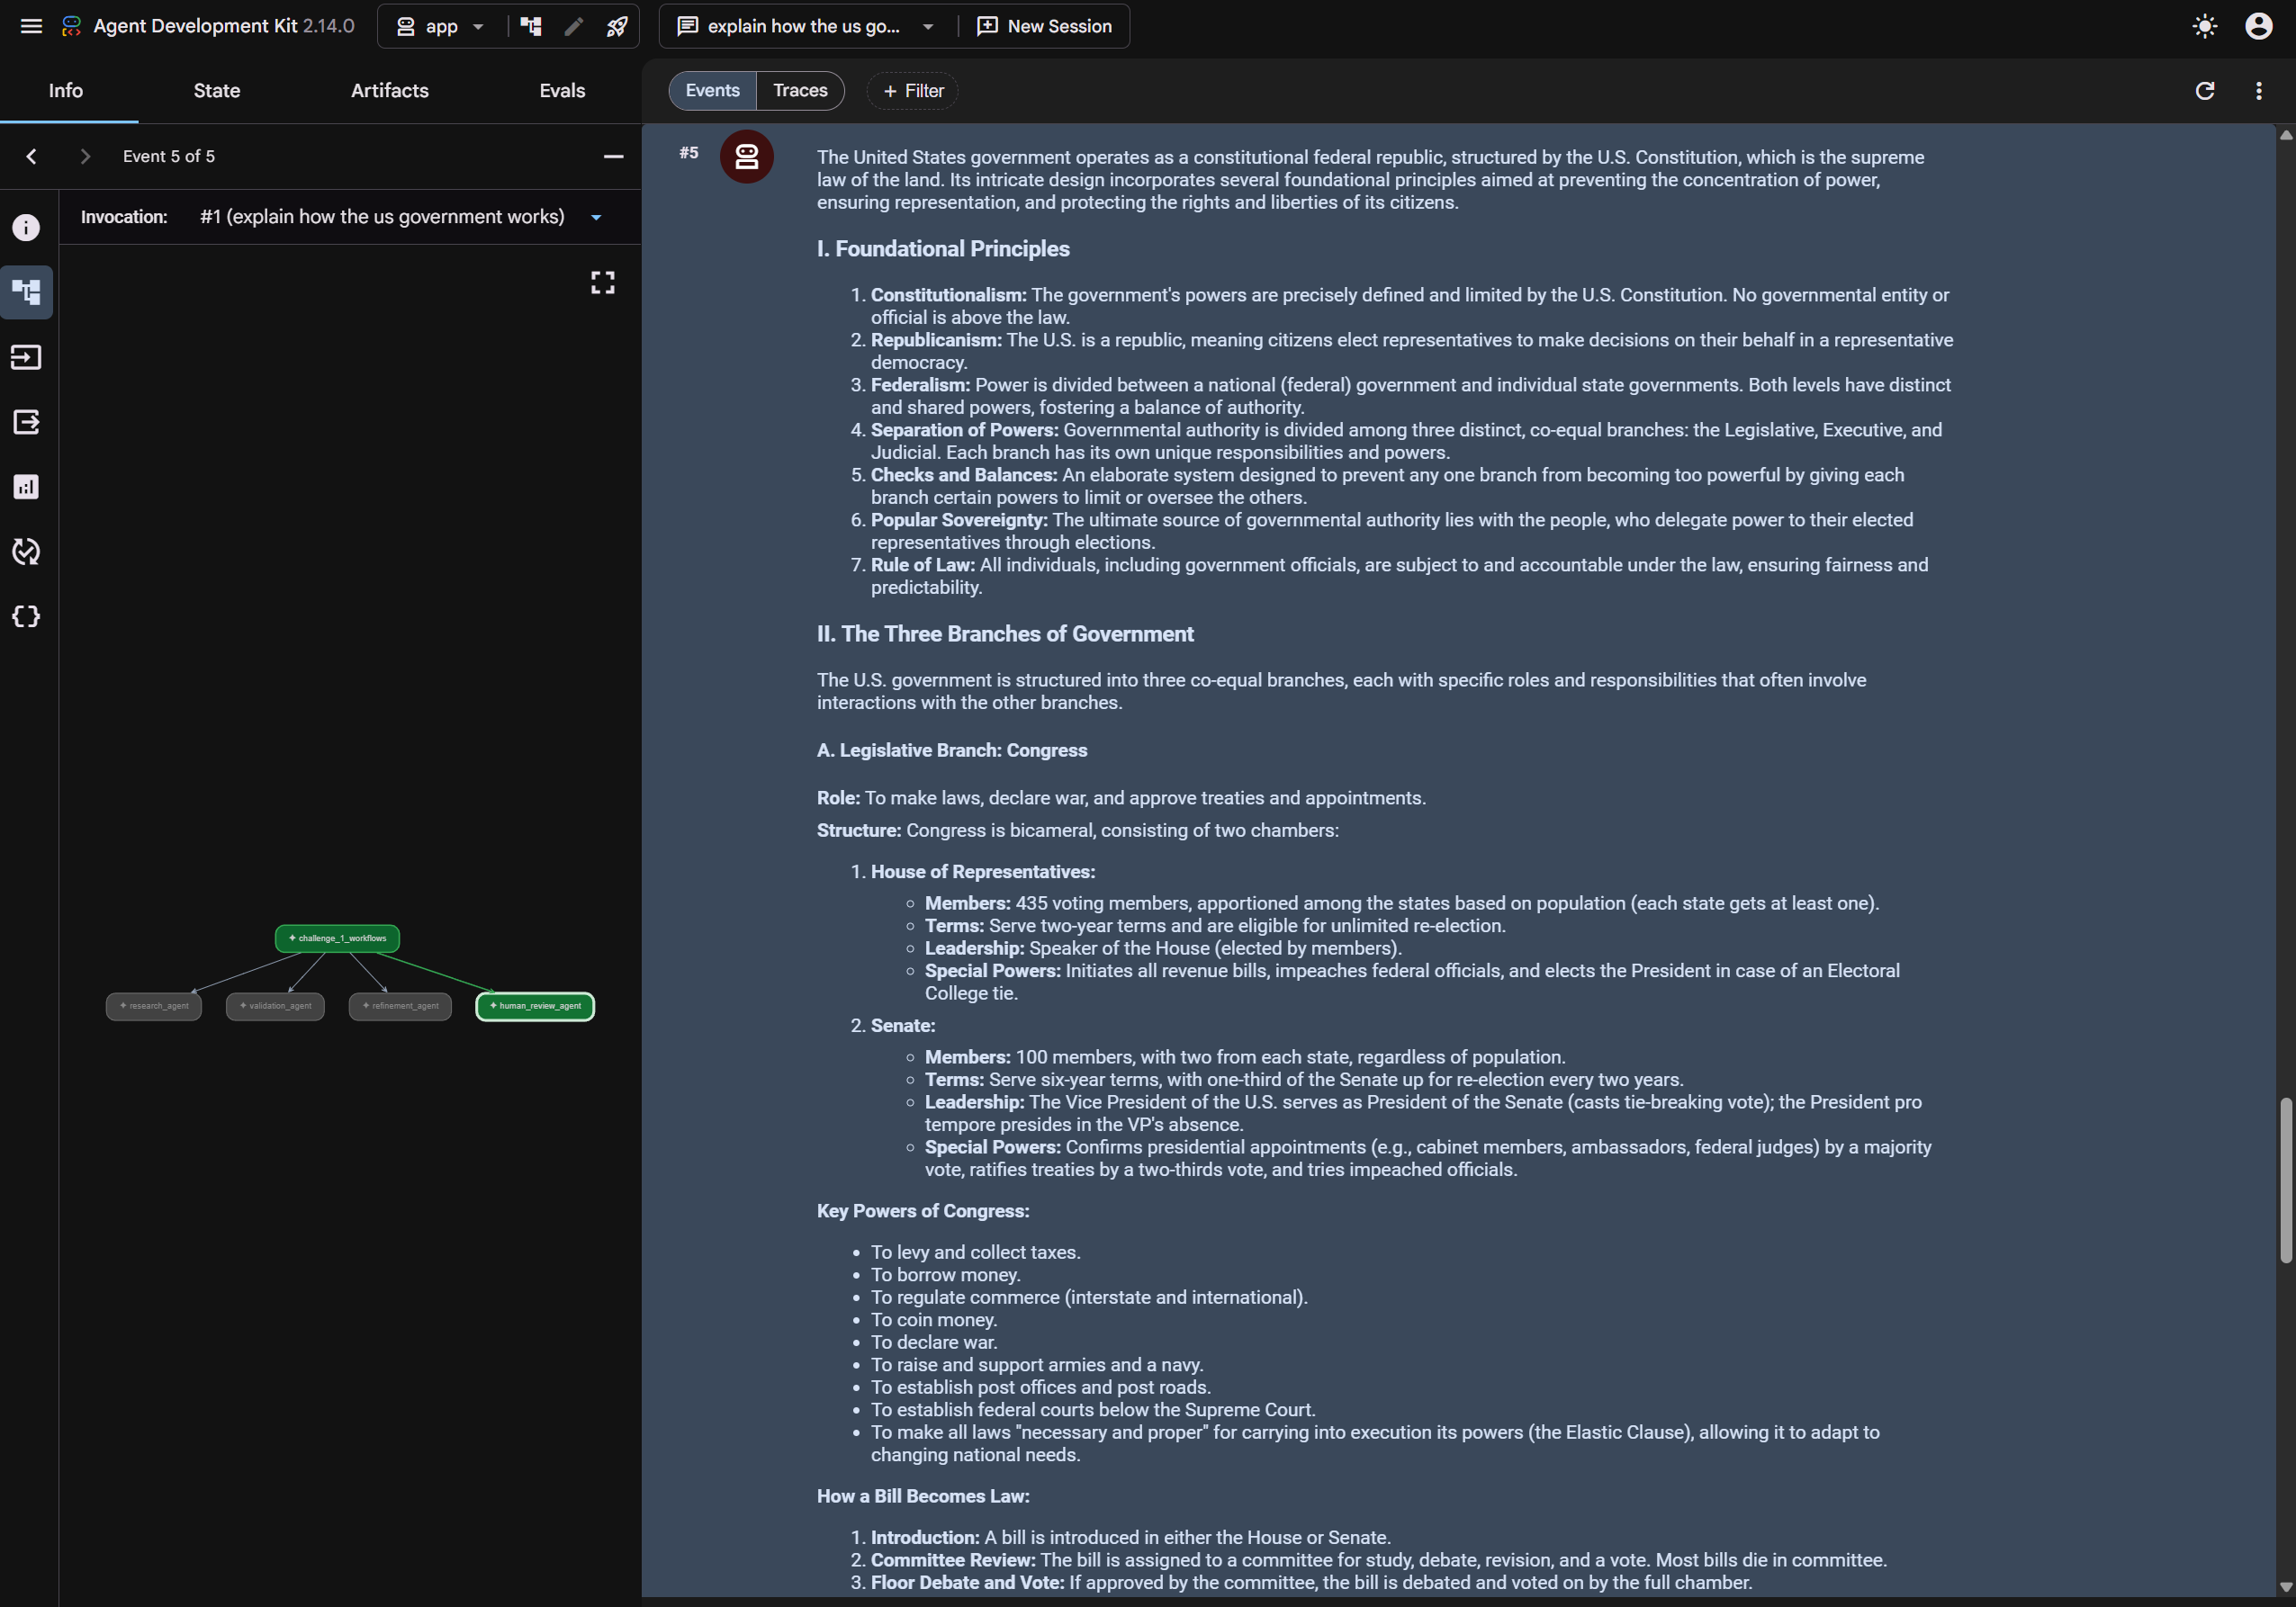 Agent Development Kit 2.14.0
app
explain how the us go...
New Session
Info
State
Artifacts
Evals
Events
Traces
+ Filter
Event 5 of 5
Invocation:
#1 (explain how the us government works)
challenge_1_workflows
research_agent
validation_agent
refinement_agent
human_review_agent
#5
The United States government operates as a constitutional federal republic, structured by the U.S. Constitution, which is the supreme
law of the land. Its intricate design incorporates several foundational principles aimed at preventing the concentration of power,
ensuring representation, and protecting the rights and liberties of its citizens.
I. Foundational Principles
1. Constitutionalism: The government's powers are precisely defined and limited by the U.S. Constitution. No governmental entity or
official is above the law.
2. Republicanism: The U.S. is a republic, meaning citizens elect representatives to make decisions on their behalf in a representative
democracy.
3. Federalism: Power is divided between a national (federal) government and individual state governments. Both levels have distinct
and shared powers, fostering a balance of authority.
4. Separation of Powers: Governmental authority is divided among three distinct, co-equal branches: the Legislative, Executive, and
Judicial. Each branch has its own unique responsibilities and powers.
5. Checks and Balances: An elaborate system designed to prevent any one branch from becoming too powerful by giving each
branch certain powers to limit or oversee the others.
6. Popular Sovereignty: The ultimate source of governmental authority lies with the people, who delegate power to their elected
representatives through elections.
7. Rule of Law: All individuals, including government officials, are subject to and accountable under the law, ensuring fairness and
predictability.
II. The Three Branches of Government
The U.S. government is structured into three co-equal branches, each with specific roles and responsibilities that often involve
interactions with the other branches.
A. Legislative Branch: Congress
Role: To make laws, declare war, and approve treaties and appointments.
Structure: Congress is bicameral, consisting of two chambers:
1. House of Representatives:
Members: 435 voting members, apportioned among the states based on population (each state gets at least one).
Terms: Serve two-year terms and are eligible for unlimited re-election.
Leadership: Speaker of the House (elected by members).
Special Powers: Initiates all revenue bills, impeaches federal officials, and elects the President in case of an Electoral
College tie.
2. Senate:
Members: 100 members, with two from each state, regardless of population.
Terms: Serve six-year terms, with one-third of the Senate up for re-election every two years.
Leadership: The Vice President of the U.S. serves as President of the Senate (casts tie-breaking vote); the President pro
tempore presides in the VP's absence.
Special Powers: Confirms presidential appointments (e.g., cabinet members, ambassadors, federal judges) by a majority
vote, ratifies treaties by a two-thirds vote, and tries impeached officials.
Key Powers of Congress:
To levy and collect taxes.
To borrow money.
To regulate commerce (interstate and international).
To coin money.
To declare war.
To raise and support armies and a navy.
To establish post offices and post roads.
To establish federal courts below the Supreme Court.
To make all laws "necessary and proper" for carrying into execution its powers (the Elastic Clause), allowing it to adapt to
changing national needs.
How a Bill Becomes Law:
1. Introduction: A bill is introduced in either the House or Senate.
2. Committee Review: The bill is assigned to a committee for study, debate, revision, and a vote. Most bills die in committee.
3. Floor Debate and Vote: If approved by the committee, the bill is debated and voted on by the full chamber.